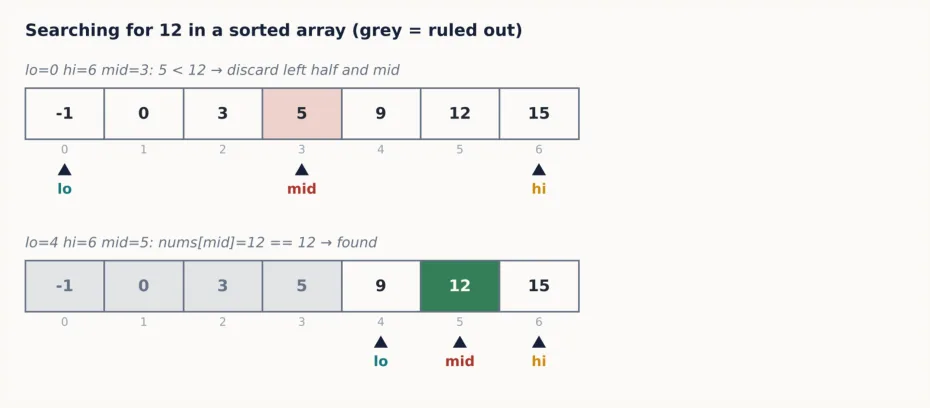 Searching for 12 in a sorted array (grey = ruled out)
lo=0 hi=6 mid=3: 5 < 12 → discard left half and mid
-1 0 3 5 9 12 15
0 1 2 3 4 5 6
lo mid hi
lo=4 hi=6 mid=5: nums[mid]=12 == 12 → found
-1 0 3 5 9 12 15
0 1 2 3 4 5 6
lo mid hi